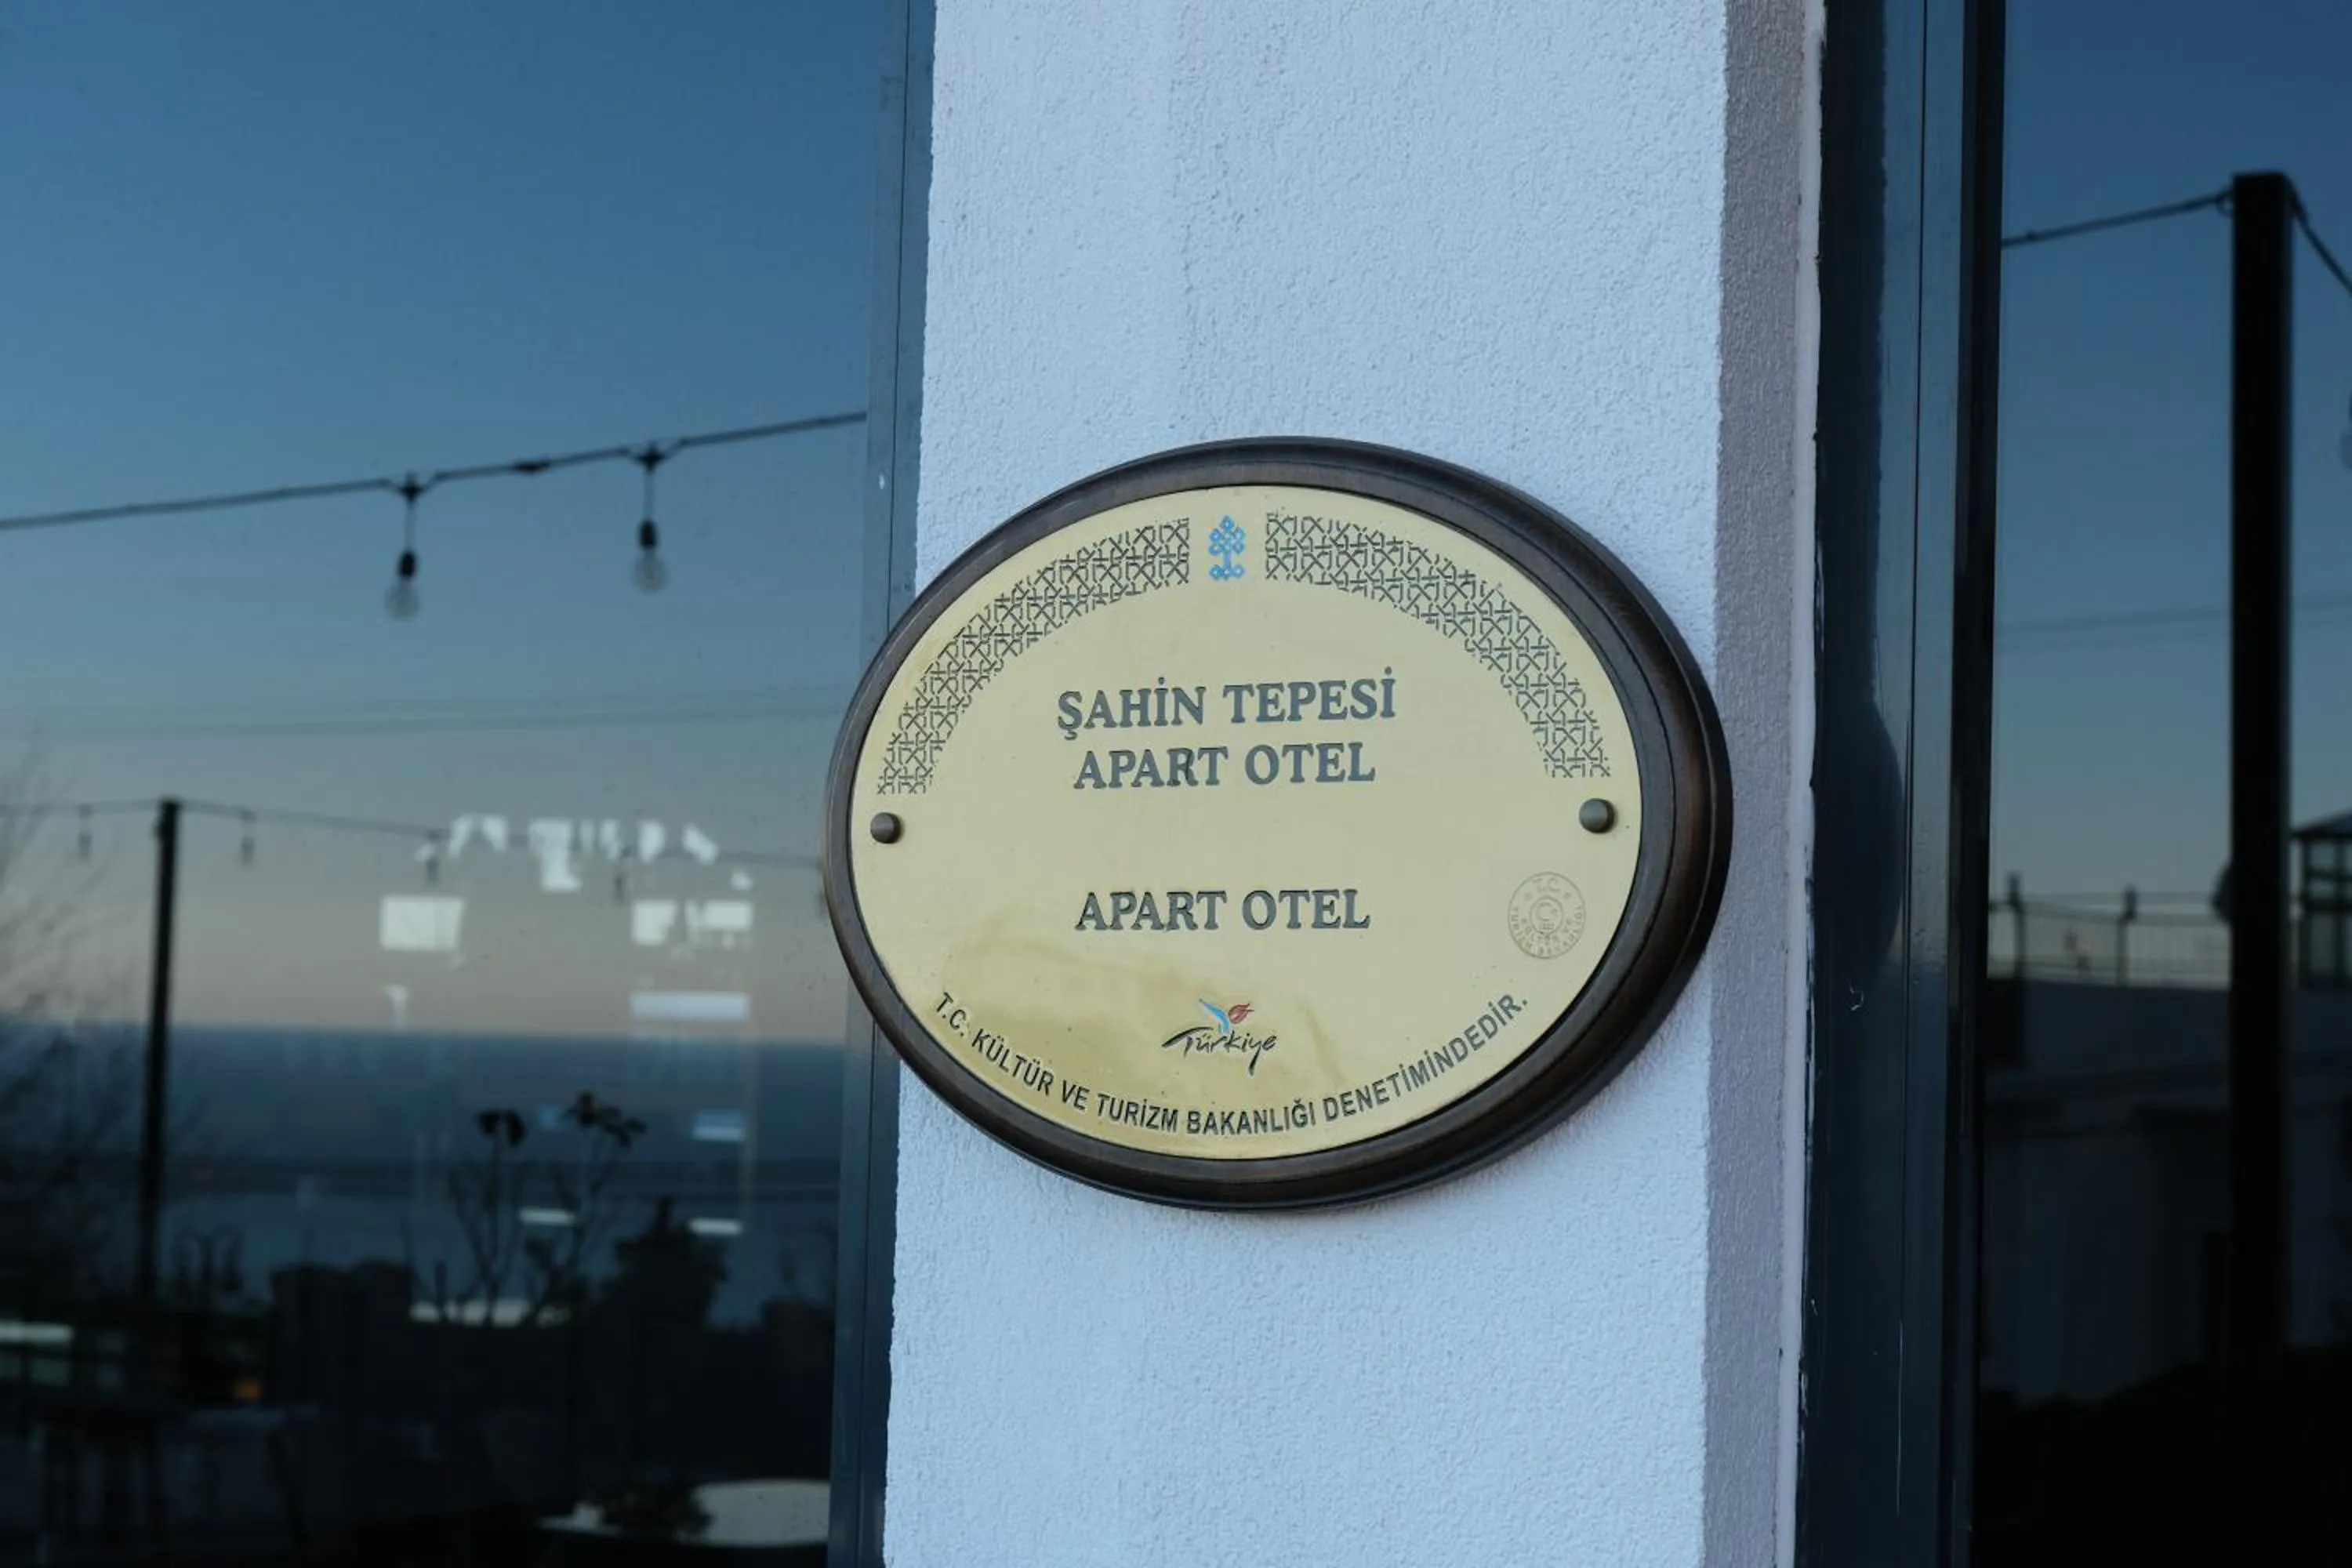 ŞAHİN TEPESİ
APART OTEL
APART OTEL
Türkiye
T.C. KÜLTÜR VE TURİZM BAKANLIĞI DENETİMİNDEDİR.